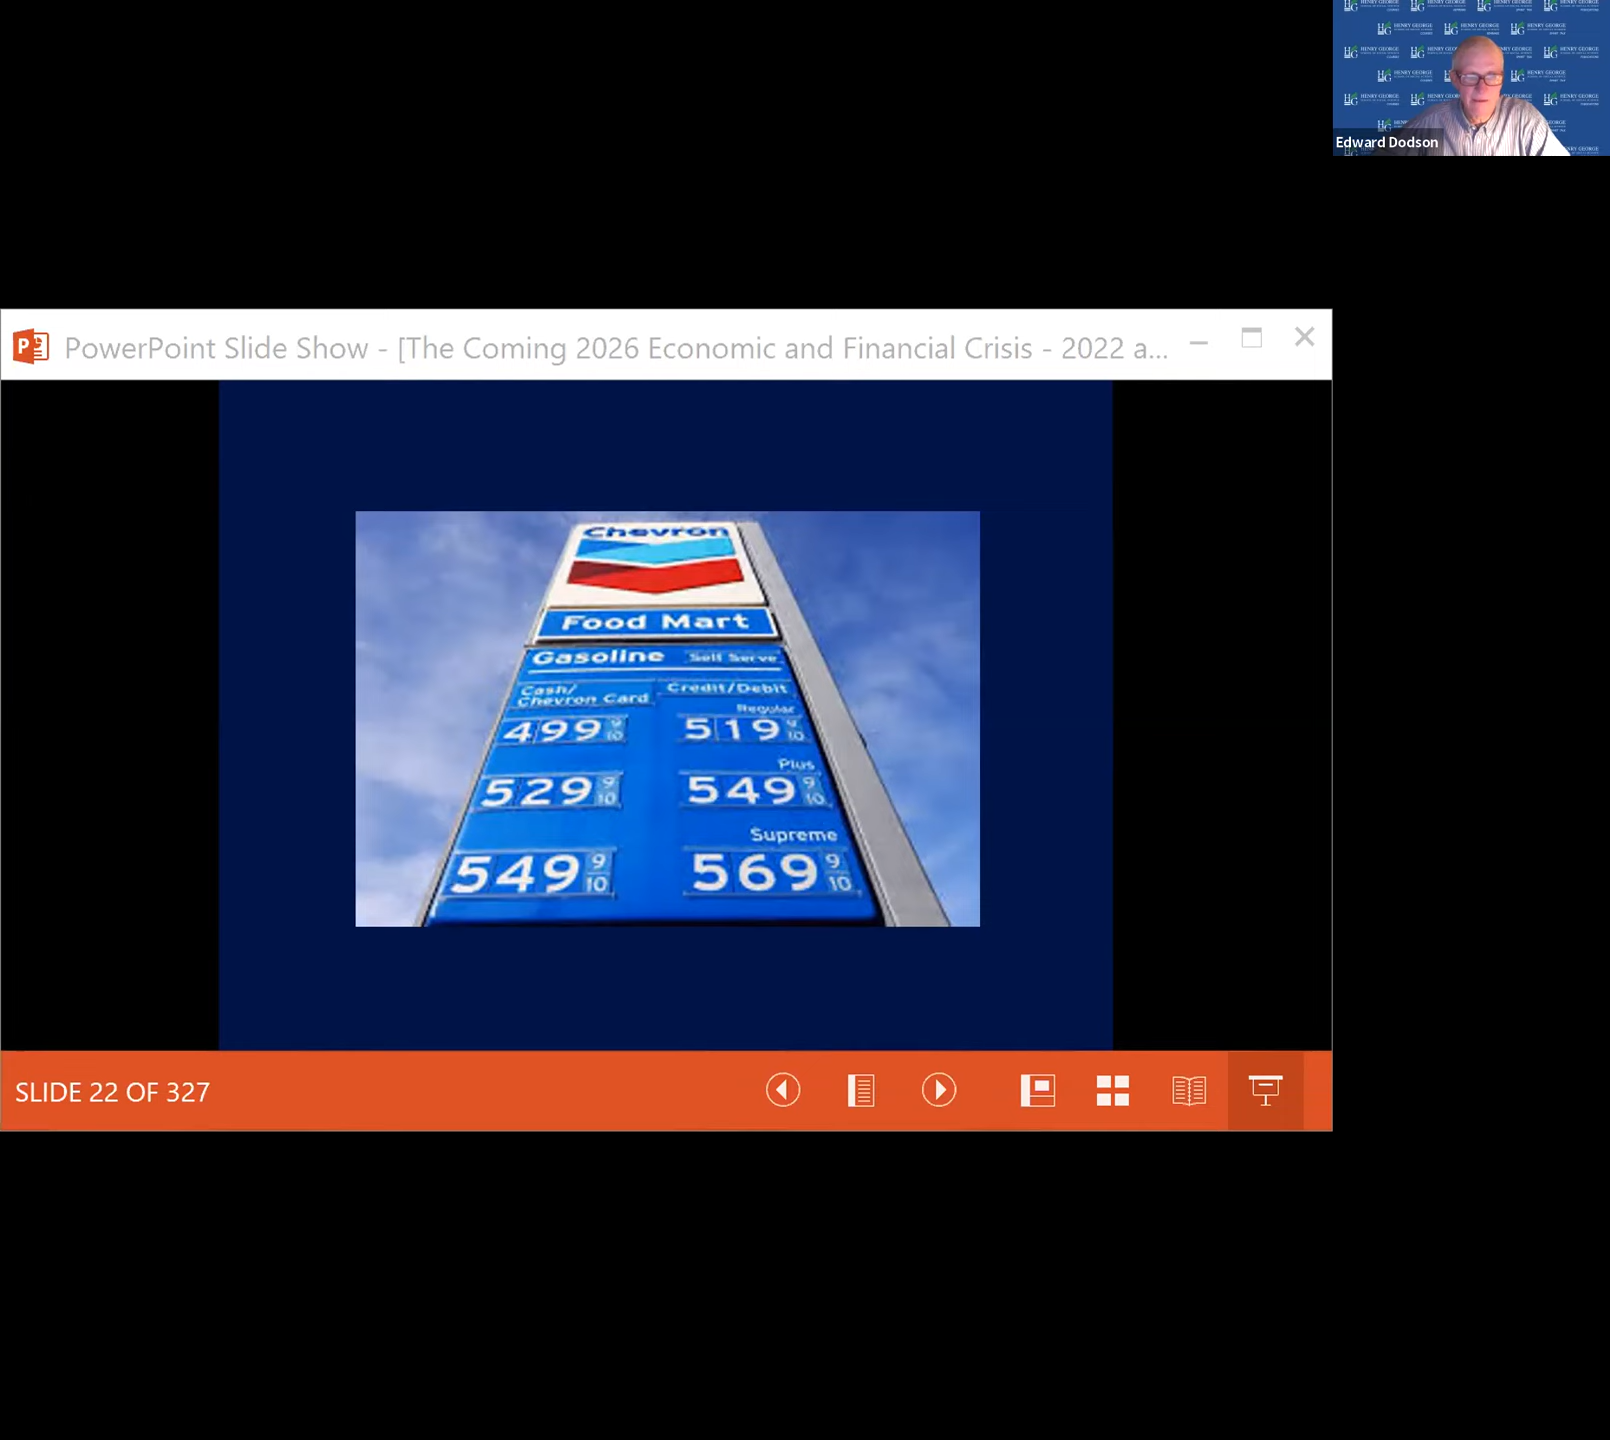 HENRY GEORGE
Edward Dodson
PowerPoint Slide Show - [The Coming 2026 Economic and Financial Crisis - 2022 a...
Chevron
Food Mart
Gasoline Self Serve
Cash/
Chevron Card
Credit/Debit
Regular
499 9/10 519 9/10
Plus
529 9/10 549 9/10
Supreme
549 9/10 569 9/10
SLIDE 22 OF 327